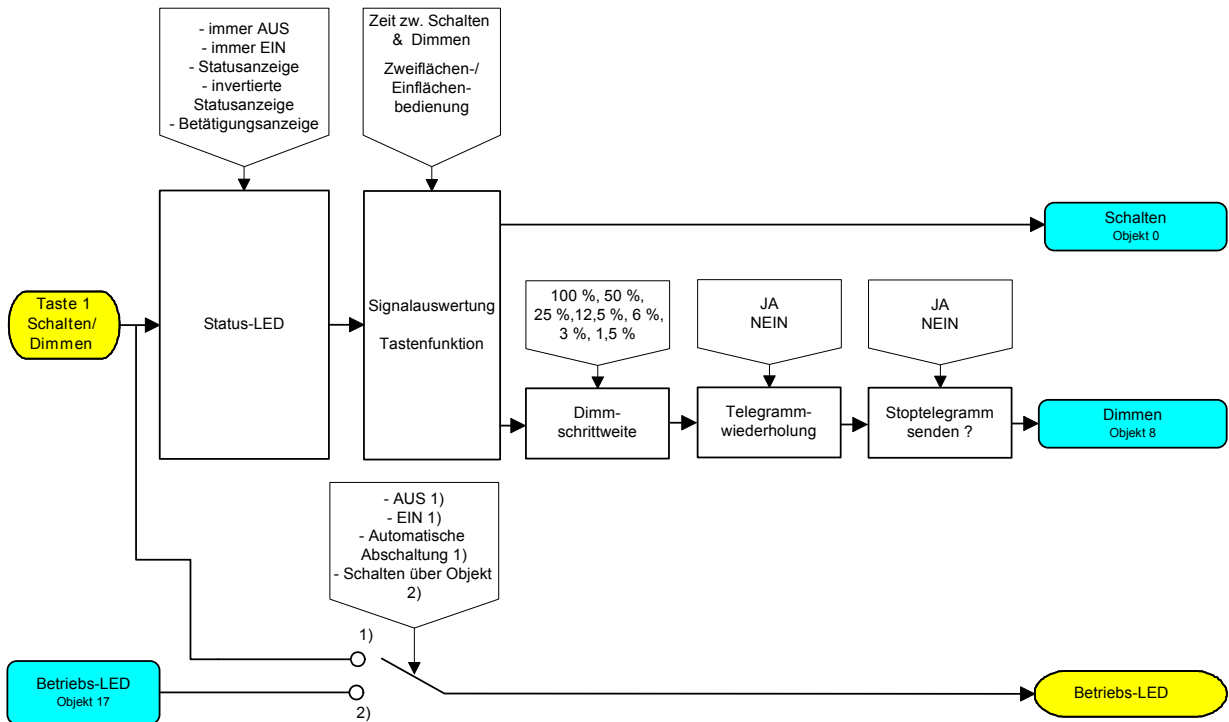 - immer AUS
- immer EIN
- Statusanzeige
- invertierte
Statusanzeige
- Betätigungsanzeige
Zeit zw. Schalten
& Dimmen
Zweiflächen-/
Einflächen-
bedienung
Taste 1
Schalten/
Dimmen
Status-LED
Signalauswertung
Tastenfunktion
Schalten
Objekt 0
100 %, 50 %,
25 %,12,5 %, 6 %,
3 %, 1,5 %
JA
NEIN
JA
NEIN
Dimm-
schrittweite
Telegramm-
wiederholung
Stoptelegramm
senden ?
Dimmen
Objekt 8
- AUS 1)
- EIN 1)
- Automatische
Abschaltung 1)
- Schalten über Objekt
2)
1)
2)
Betriebs-LED
Objekt 17
Betriebs-LED